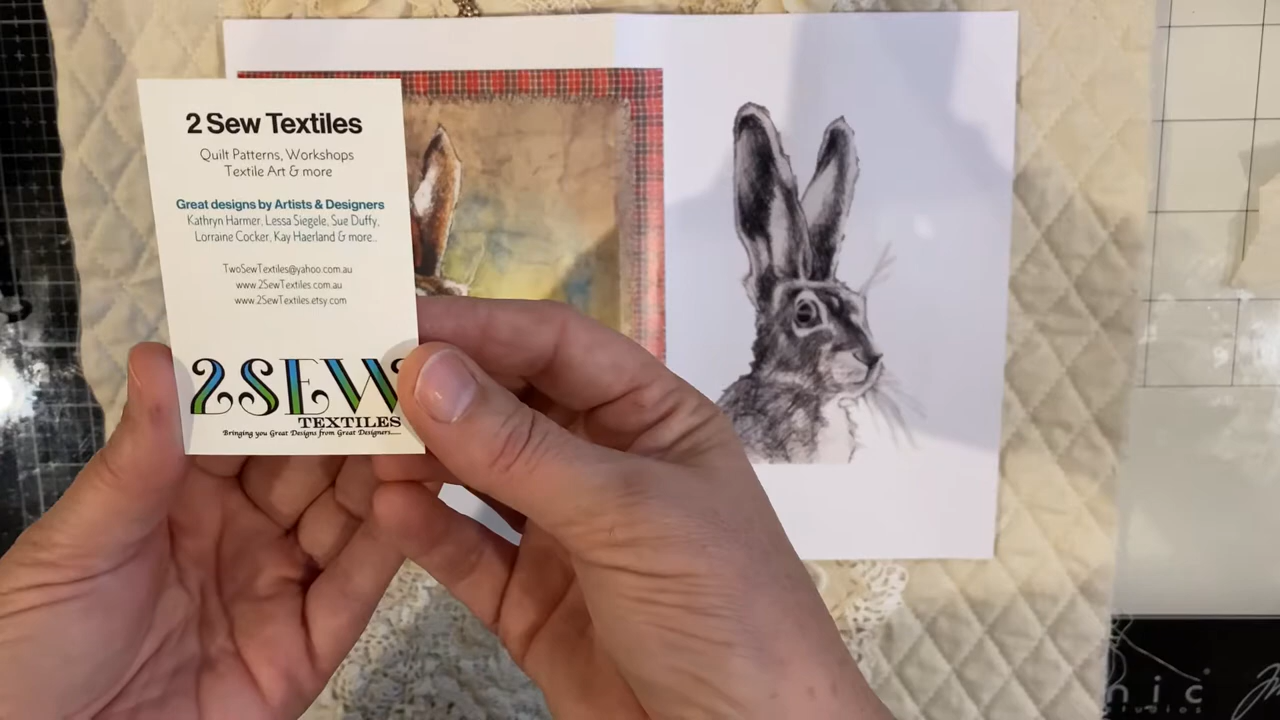 2 Sew Textiles
Quilt Patterns, Workshops
Textile Art & more
Great designs by Artists & Designers
Kathryn Harmer, Lessa Siegele, Sue Duffy,
Lorraine Cocker, Kay Haerland & more..
TwoSewTextiles@yahoo.com.au
www.2SewTextiles.com.au
www.2SewTextiles.etsy.com
2SEW
TEXTILES
Bringing you Great Designs from Great Designers.....
nic
studios